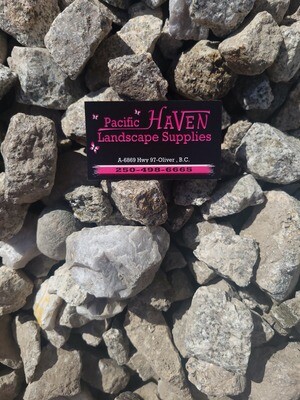 Pacific HAVEN
Landscape Supplies
A-6869 Hwy 97-Oliver , B.C.
250-498-6665